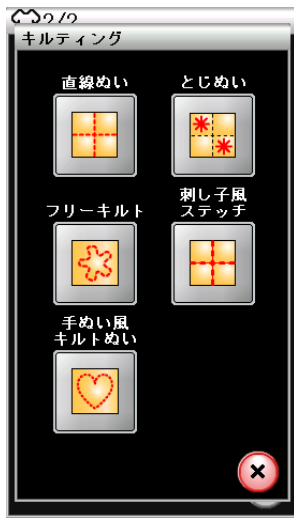 2/2
キルティング
直線ぬい
とじぬい
フリーキルト
刺し子風
ステッチ
手ぬい風
キルトぬい